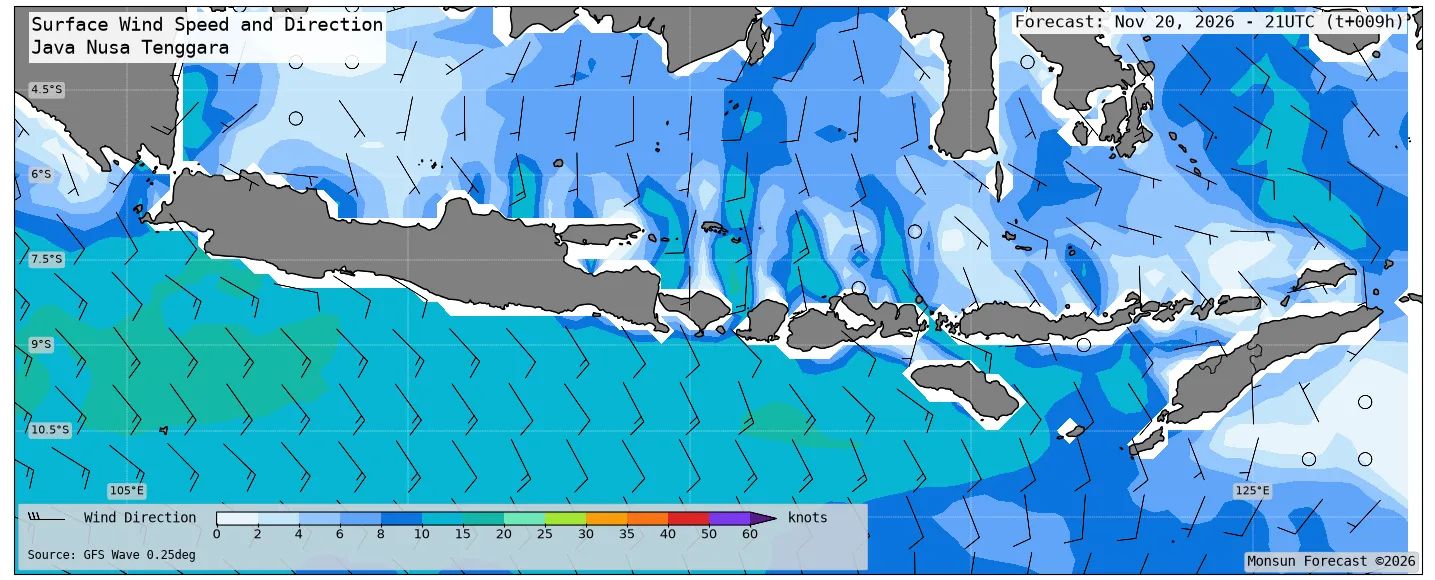 Surface Wind Speed and Direction
Java Nusa Tenggara
Forecast: Nov 20, 2026 - 21UTC (t+009h)
4.5°S
6°S
7.5°S
9°S
10.5°S
105°E
125°E
Wind Direction
0 2 4 6 8 10 15 20 25 30 35 40 50 60
knots
Source: GFS Wave 0.25deg
Monsun Forecast ©2026